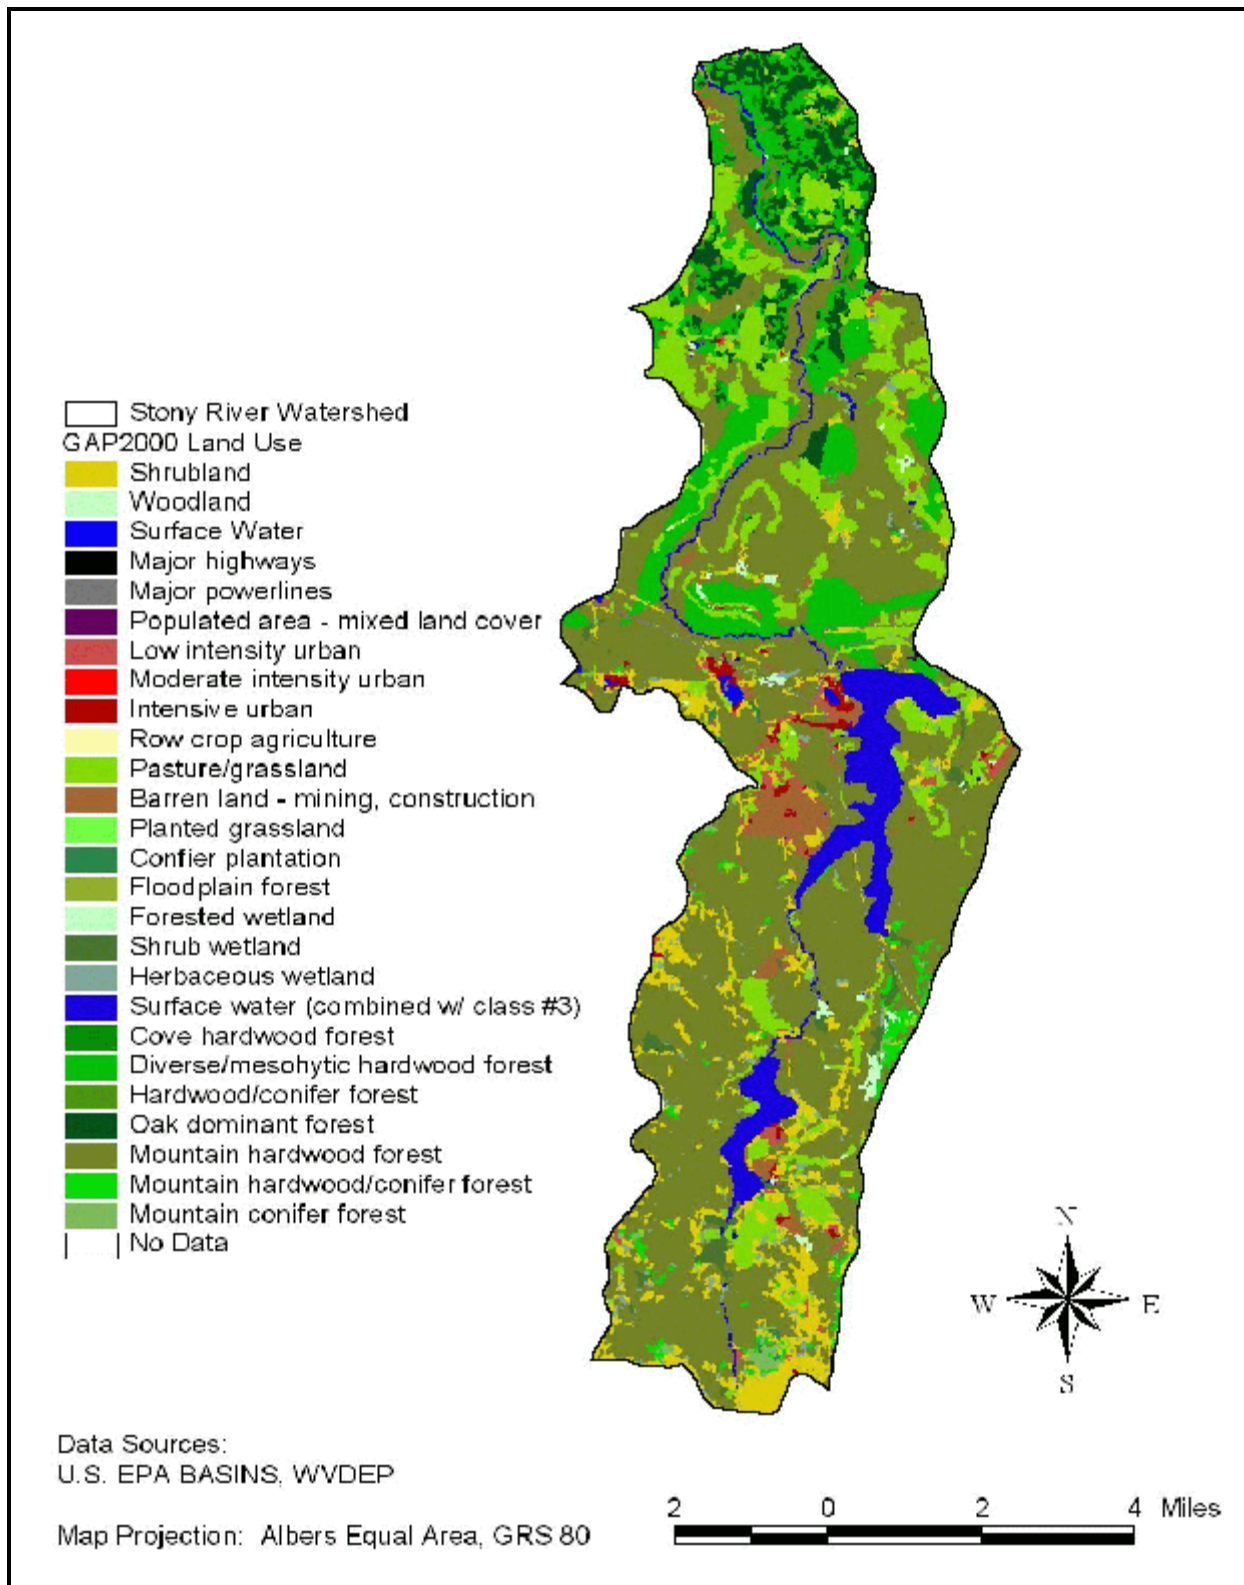 Stony River Watershed
GAP2000 Land Use
Shrubland
Woodland
Surface Water
Major highways
Major powerlines
Populated area - mixed land cover
Low intensity urban
Moderate intensity urban
Intensive urban
Row crop agriculture
Pasture/grassland
Barren land - mining, construction
Planted grassland
Confier plantation
Floodplain forest
Forested wetland
Shrub wetland
Herbaceous wetland
Surface water (combined w/ class #3)
Cove hardwood forest
Diverse/mesohytic hardwood forest
Hardwood/conifer forest
Oak dominant forest
Mountain hardwood forest
Mountain hardwood/conifer forest
Mountain conifer forest
No Data
N
W E
S
Data Sources:
U.S. EPA BASINS, WVDEP
2 0 2 4 Miles
Map Projection: Albers Equal Area, GRS 80